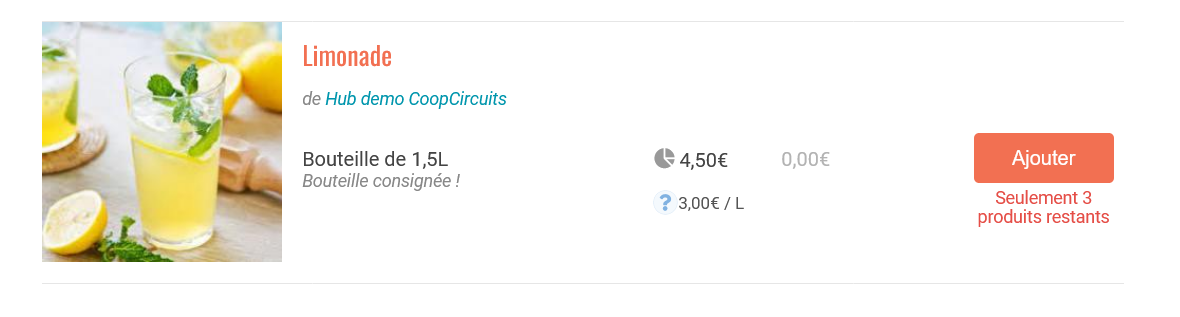 Limonade
de Hub demo CoopCircuits
Bouteille de 1,5L
Bouteille consignée !
4,50€
0,00€
? 3,00€ / L
Ajouter
Seulement 3
produits restants